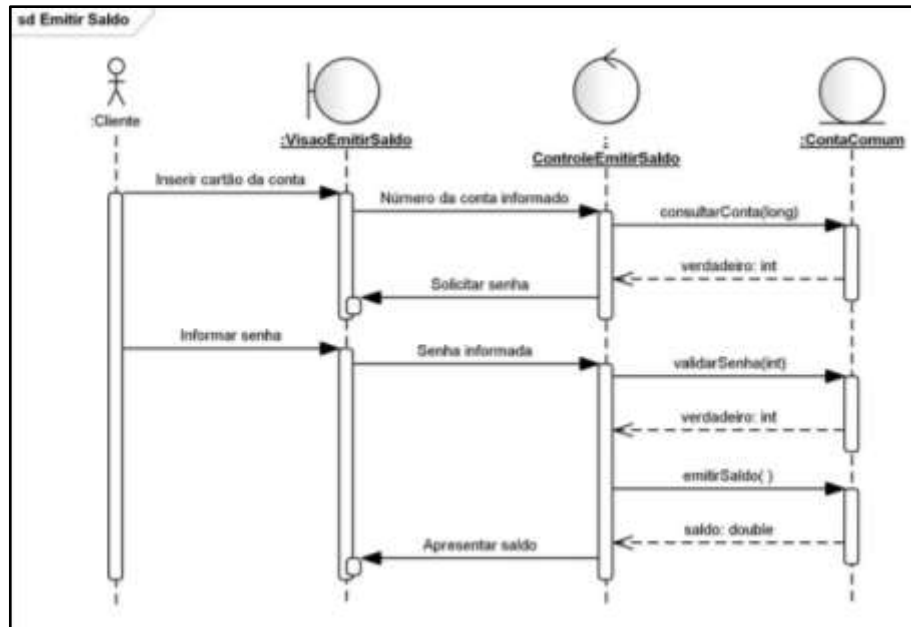 sd Emitir Saldo
:Cliente
:VisaoEmitirSaldo
:
ControleEmitirSaldo
:ContaComum
Inserir cartão da conta
Número da conta informado
consultarConta(long)
verdadeiro: int
Solicitar senha
Informar senha
Senha informada
validarSenha(int)
verdadeiro: int
emitirSaldo( )
saldo: double
Apresentar saldo